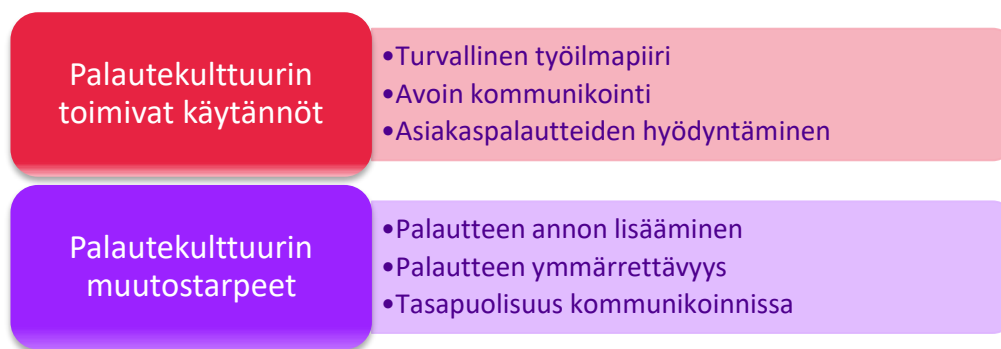 Palautekulttuurin
toimivat käytännöt
•Turvallinen työilmapiiri
•Avoin kommunikointi
•Asiakaspalautteiden hyödyntäminen
Palautekulttuurin
muutostarpeet
•Palautteen annon lisääminen
•Palautteen ymmärrettävyys
•Tasapuolisuus kommunikoinnissa